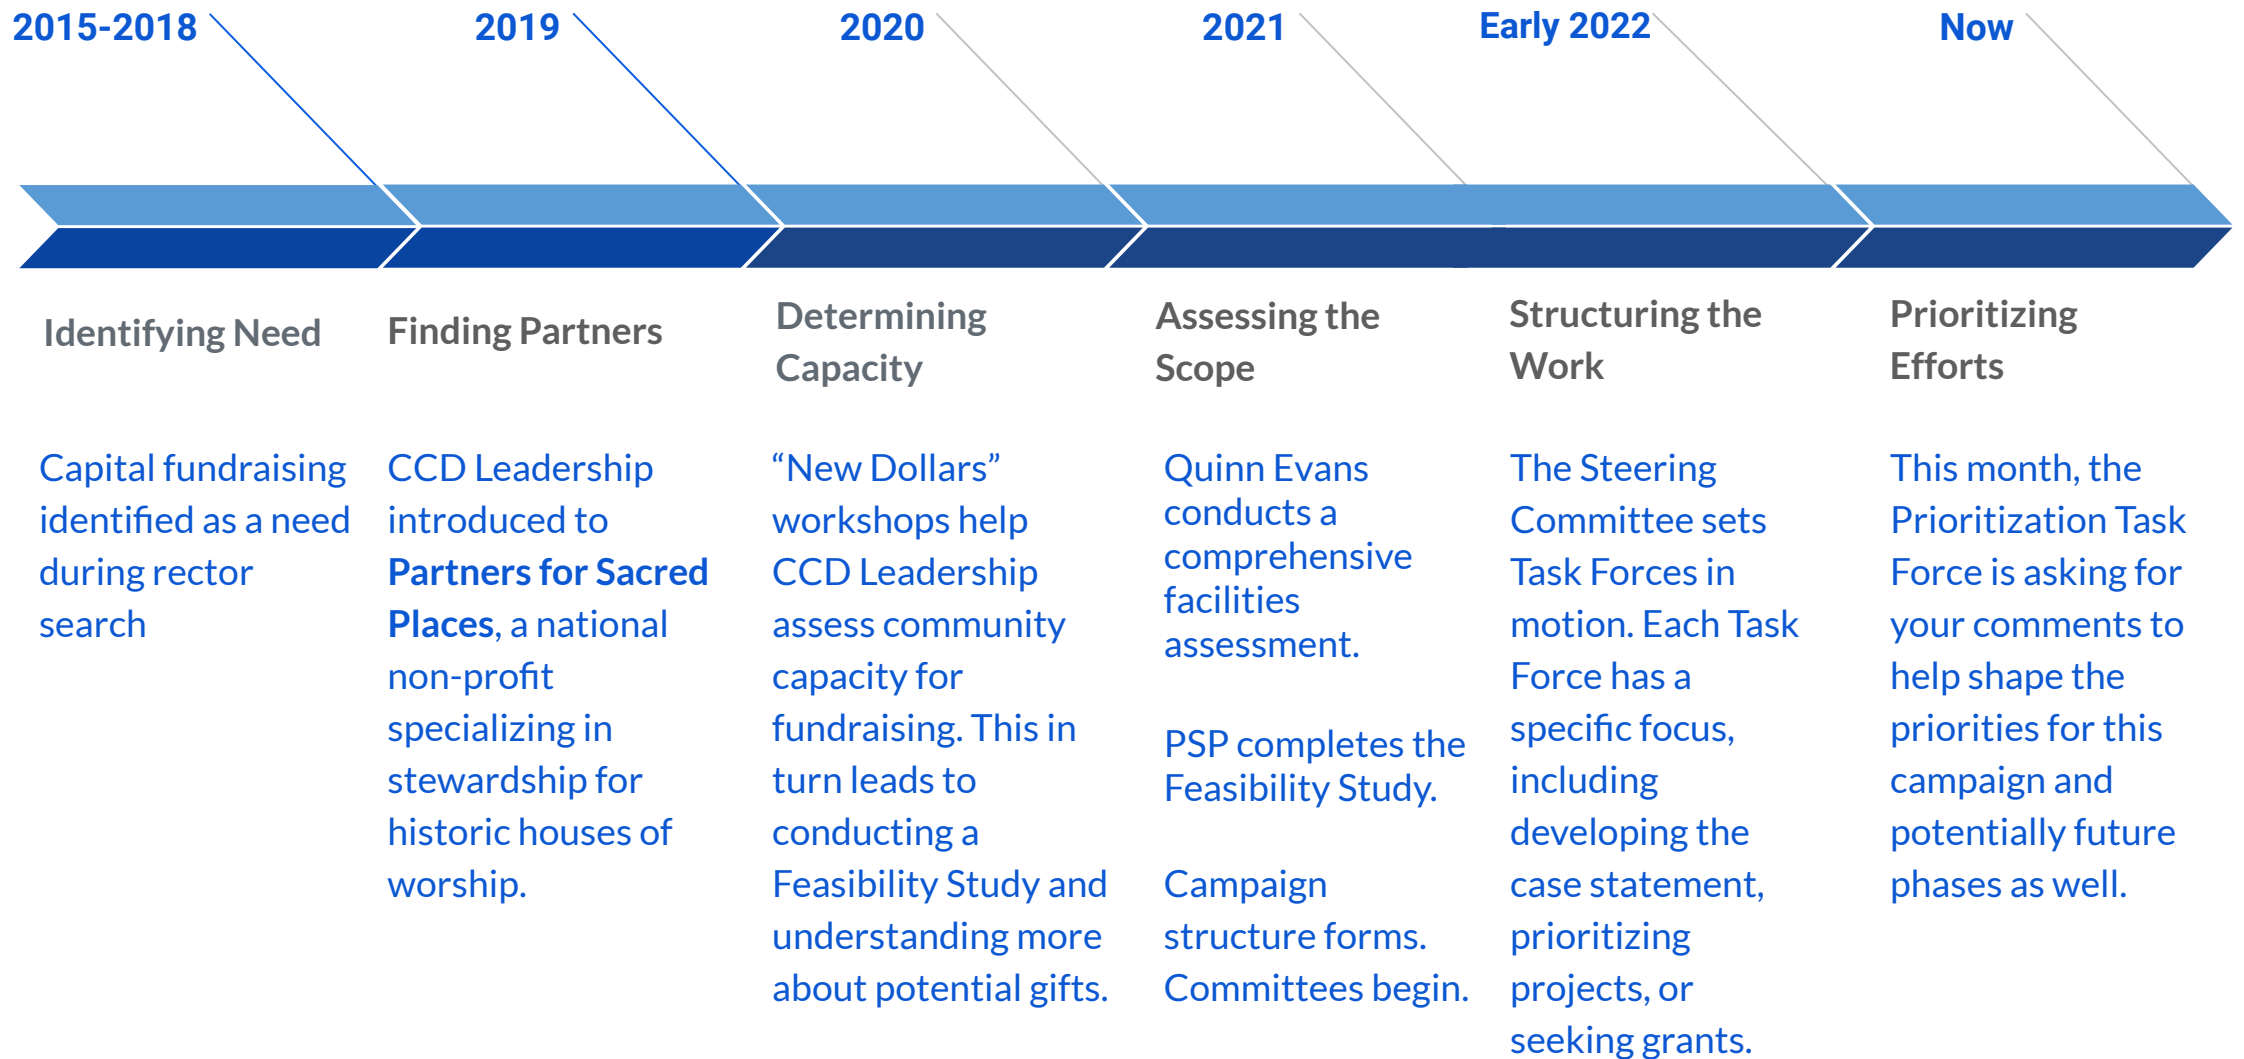 2015-2018
2019
2020
2021
Early 2022
Now
Identifying Need
Finding Partners
Determining
Capacity
Assessing the
Scope
Structuring the
Work
Prioritizing
Efforts
Capital fundraising
identified as a need
during rector
search
CCD Leadership
introduced to
Partners for Sacred
Places, a national
non-profit
specializing in
stewardship for
historic houses of
worship.
“New Dollars”
workshops help
CCD Leadership
assess community
capacity for
fundraising. This in
turn leads to
conducting a
Feasibility Study and
understanding more
about potential gifts.
Quinn Evans
conducts a
comprehensive
facilities
assessment.
PSP completes the
Feasibility Study.
Campaign
structure forms.
Committees begin.
The Steering
Committee sets
Task Forces in
motion. Each Task
Force has a
specific focus,
including
developing the
case statement,
prioritizing
projects, or
seeking grants.
This month, the
Prioritization Task
Force is asking for
your comments to
help shape the
priorities for this
campaign and
potentially future
phases as well.